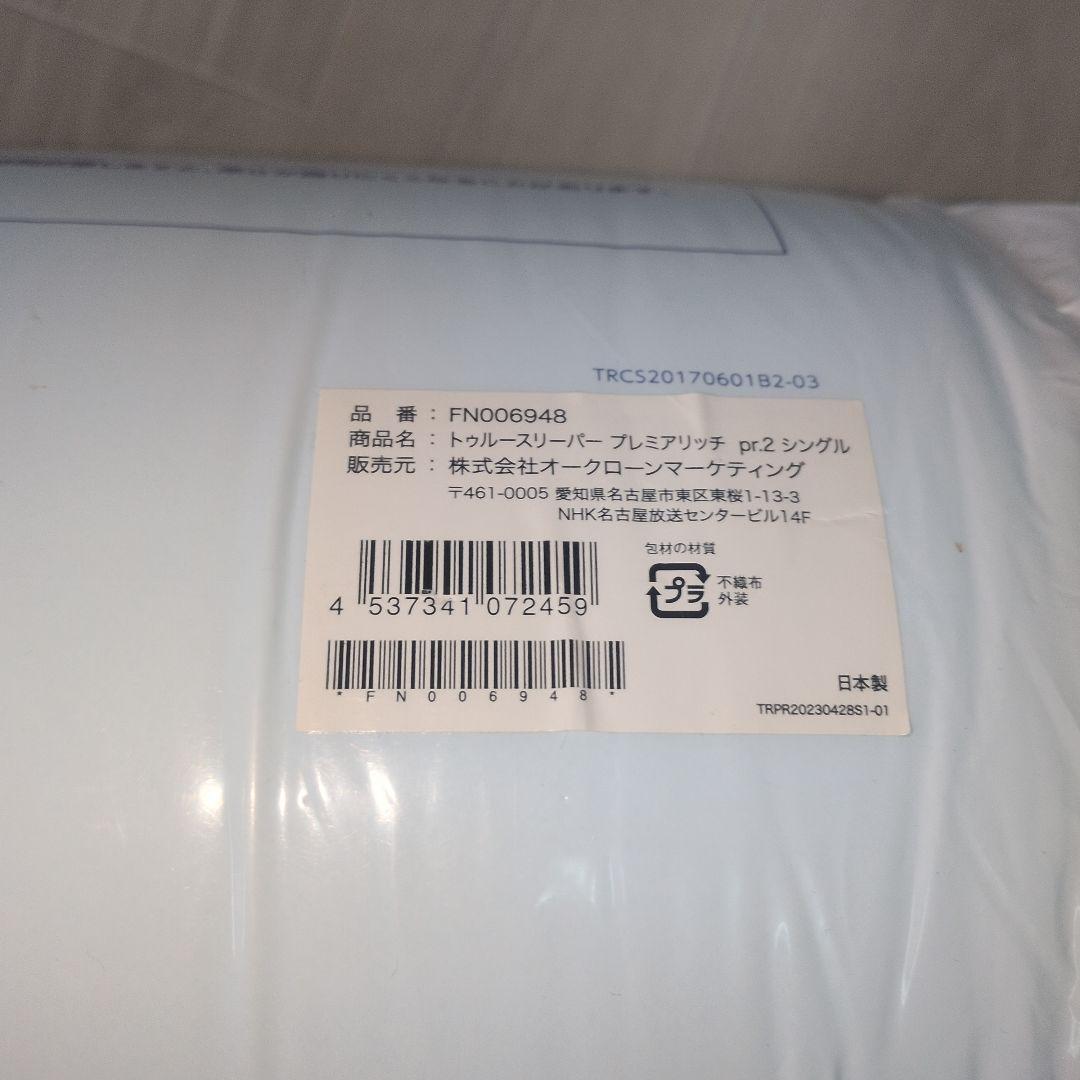 TRCS20170601B2-03
品 番 : FN006948
商品名 : トゥルースリーパー プレミアリッチ pr.2 シングル
販売元 : 株式会社オークローンマーケティング
〒461-0005 愛知県名古屋市東区東桜1-13-3
NHK名古屋放送センタービル14F
包材の材質
プラ
不織布
外装
4 537341 072459
*FN006948*
日本製
TRPR20230428S1-01